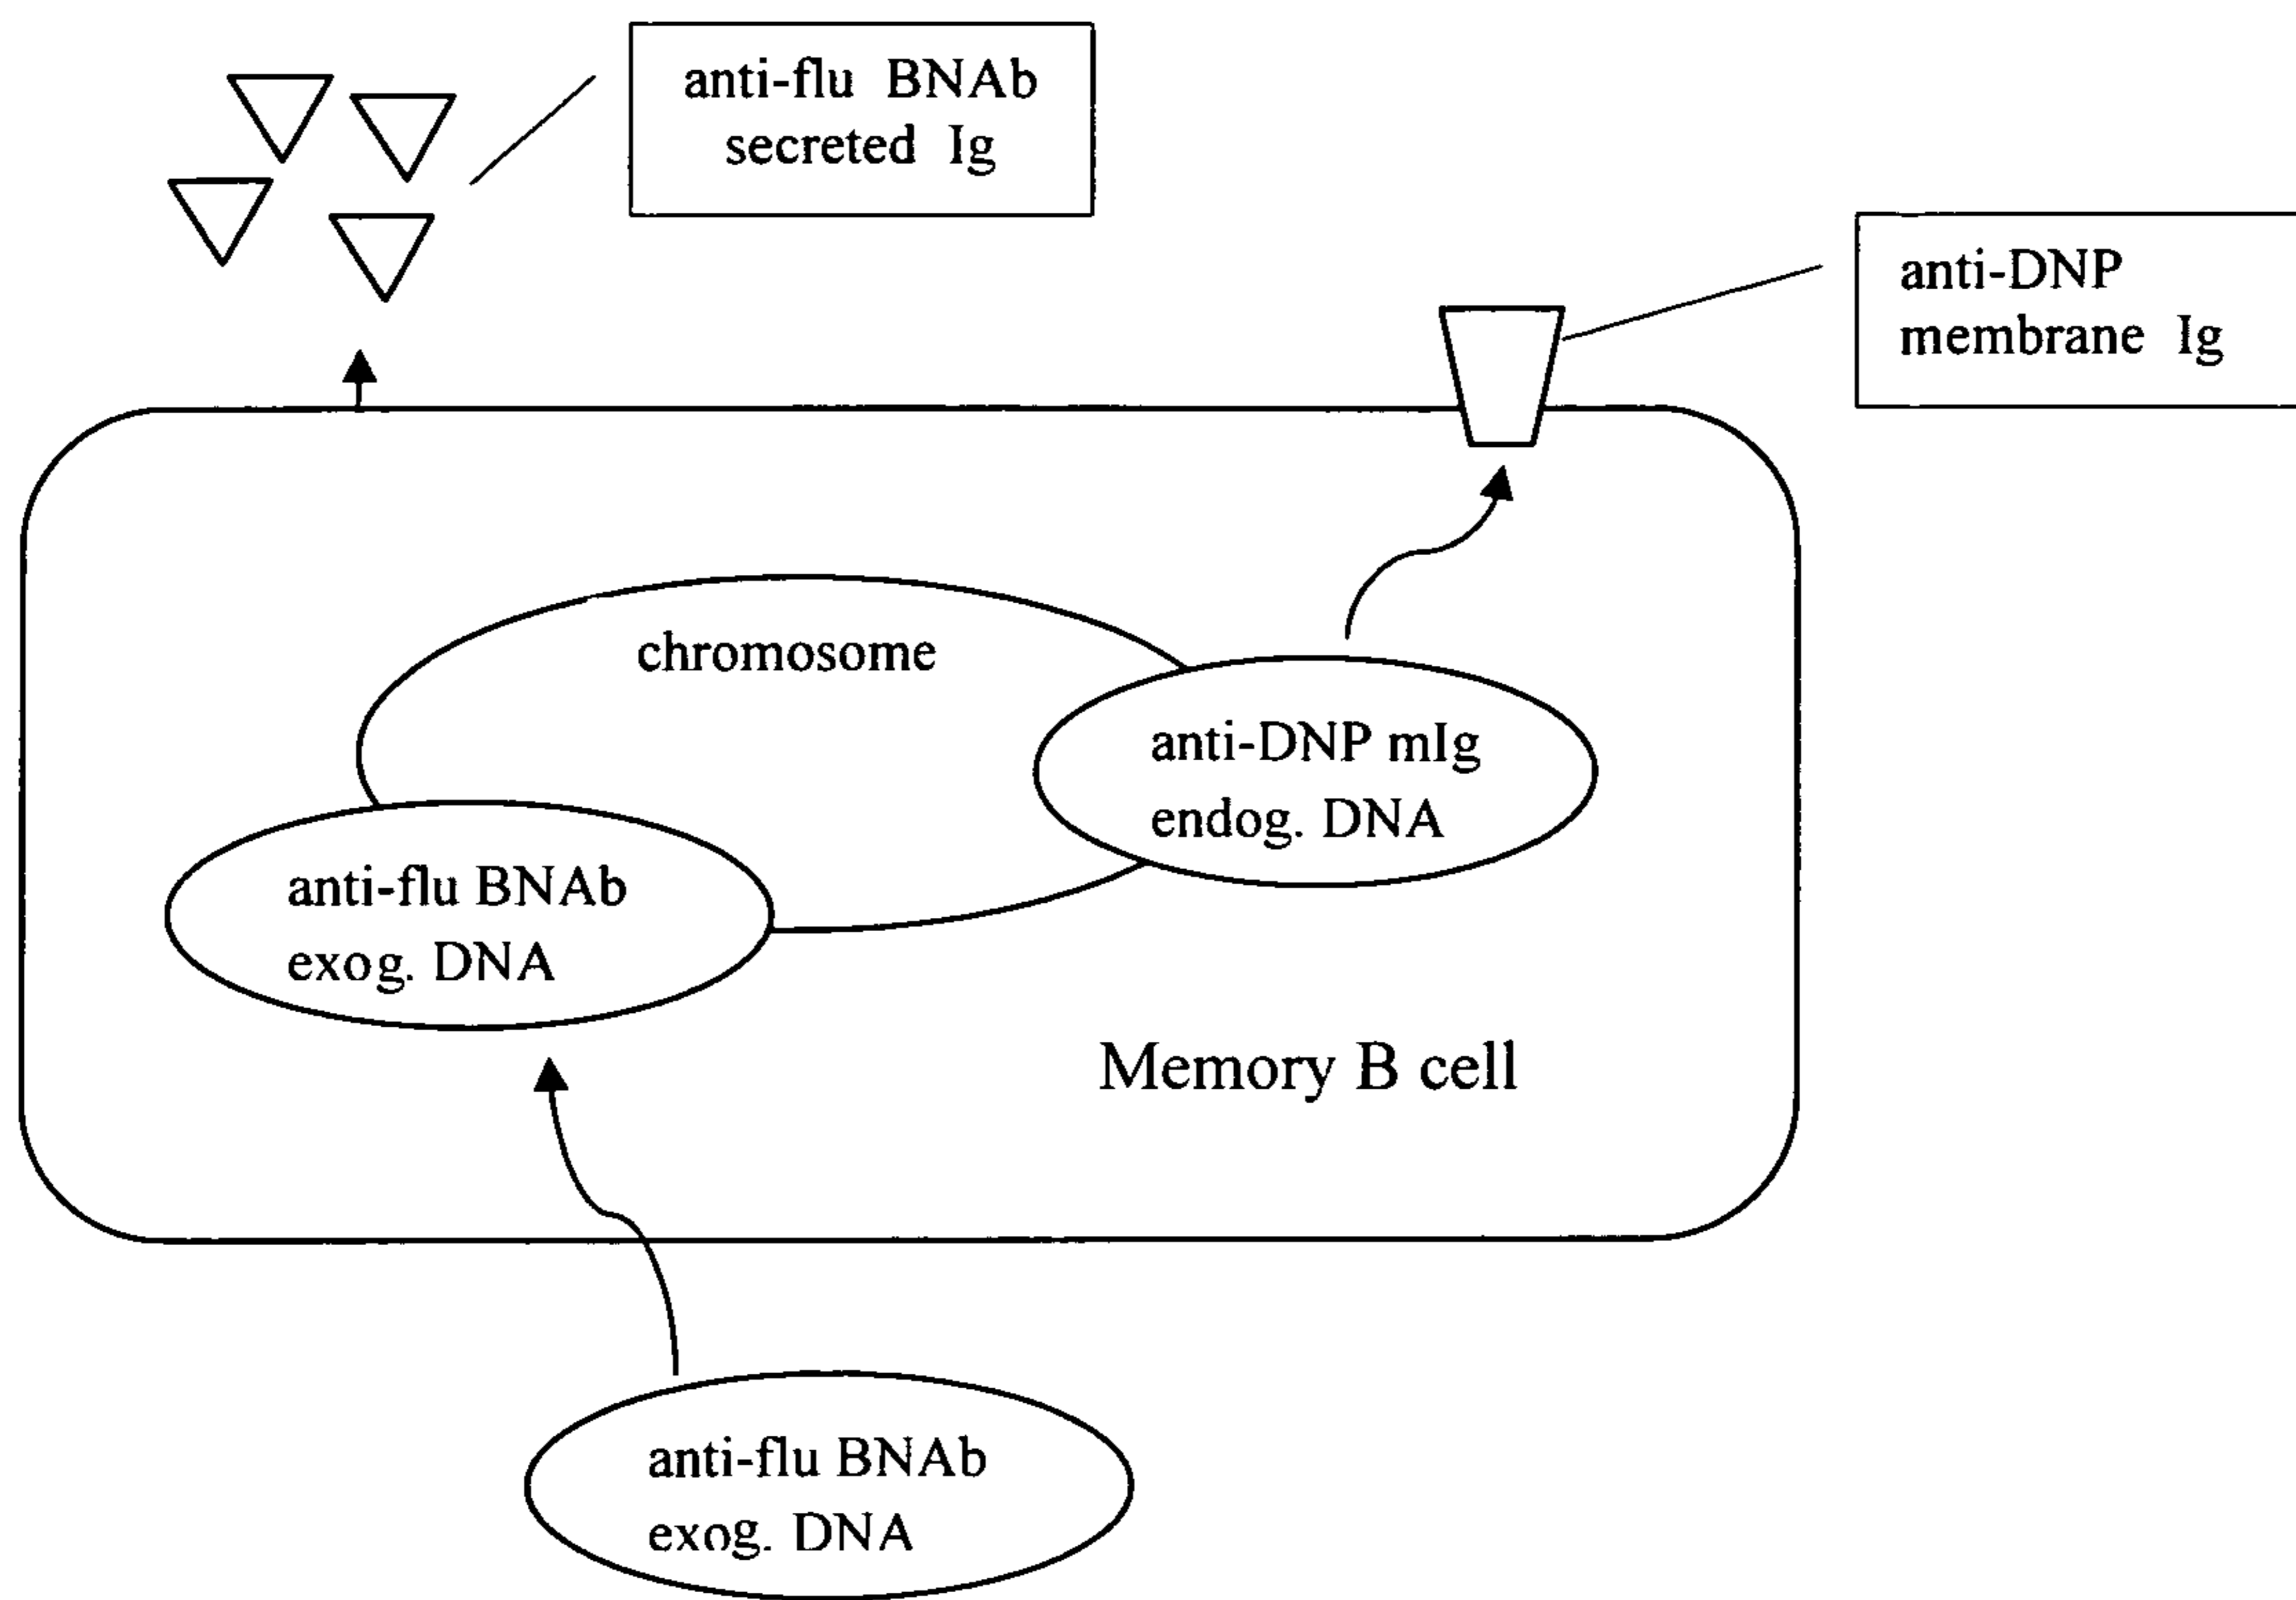 anti-flu BNAb
secreted Ig
anti-DNP
membrane Ig
chromosome
anti-DNP mIg
endog. DNA
anti-flu BNAb
exog. DNA
Memory B cell
anti-flu BNAb
exog. DNA